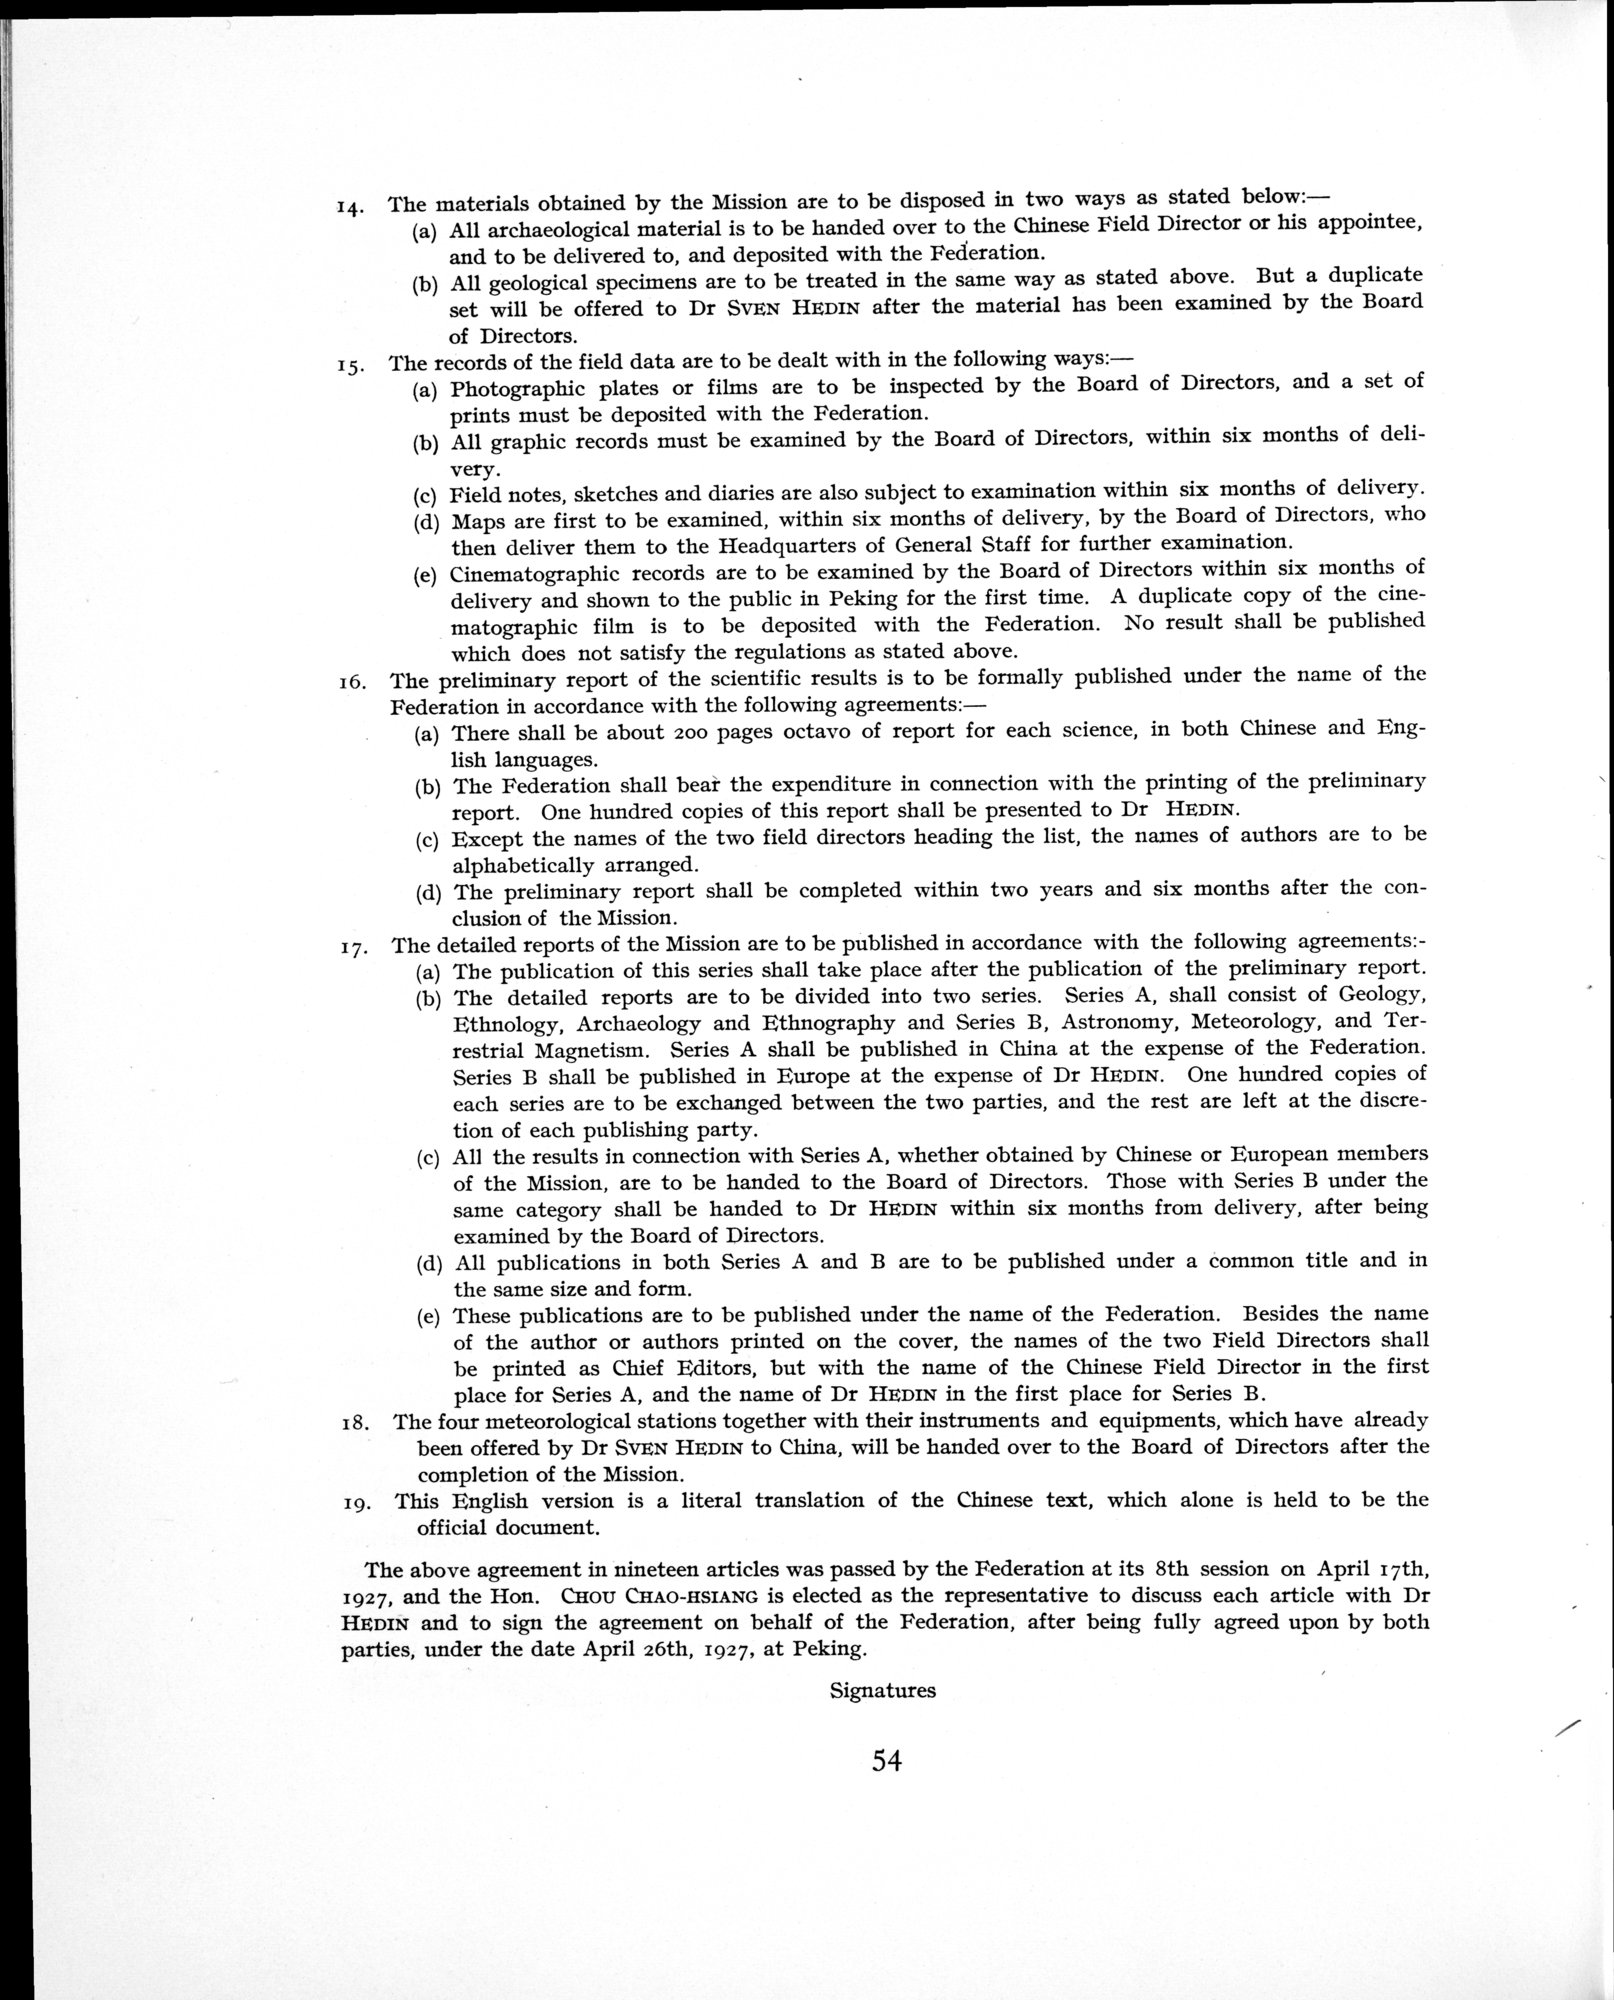 14. The materials obtained by the Mission are to be disposed in two ways as stated below:—
(a) All archaeological material is to be handed over to the Chinese Field Director or his appointee,
and to be delivered to, and deposited with the Federation.
(b) All geological specimens are to be treated in the same way as stated above. But a duplicate
set will be offered to Dr SVEN HEDIN after the material has been examined by the Board
of Directors.
15. The records of the field data are to be dealt with in the following ways:—
(a) Photographic plates or films are to be inspected by the Board of Directors, and a set of
prints must be deposited with the Federation.
(b) All graphic records must be examined by the Board of Directors, within six months of deli-
very.
(c) Field notes, sketches and diaries are also subject to examination within six months of delivery.
(d) Maps are first to be examined, within six months of delivery, by the Board of Directors, who
then deliver them to the Headquarters of General Staff for further examination.
(e) Cinematographic records are to be examined by the Board of Directors within six months of
delivery and shown to the public in Peking for the first time. A duplicate copy of the cine-
matographic film is to be deposited with the Federation. No result shall be published
which does not satisfy the regulations as stated above.
16. The preliminary report of the scientific results is to be formally published under the name of the
Federation in accordance with the following agreements:—
(a) There shall be about 200 pages octavo of report for each science, in both Chinese and Eng-
lish languages.
(b) The Federation shall bear the expenditure in connection with the printing of the preliminary
report. One hundred copies of this report shall be presented to Dr HEDIN.
(c) Except the names of the two field directors heading the list, the names of authors are to be
alphabetically arranged.
(d) The preliminary report shall be completed within two years and six months after the con-
clusion of the Mission.
17. The detailed reports of the Mission are to be published in accordance with the following agreements:-
(a) The publication of this series shall take place after the publication of the preliminary report.
(b) The detailed reports are to be divided into two series. Series A, shall consist of Geology,
Ethnology, Archaeology and Ethnography and Series B, Astronomy, Meteorology, and Ter-
restrial Magnetism. Series A shall be published in China at the expense of the Federation.
Series B shall be published in Europe at the expense of Dr HEDIN. One hundred copies of
each series are to be exchanged between the two parties, and the rest are left at the discre-
tion of each publishing party.
(c) All the results in connection with Series A, whether obtained by Chinese or European members
of the Mission, are to be handed to the Board of Directors. Those with Series B under the
same category shall be handed to Dr HEDIN within six months from delivery, after being
examined by the Board of Directors.
(d) All publications in both Series A and B are to be published under a common title and in
the same size and form.
(e) These publications are to be published under the name of the Federation. Besides the name
of the author or authors printed on the cover, the names of the two Field Directors shall
be printed as Chief Editors, but with the name of the Chinese Field Director in the first
place for Series A, and the name of Dr HEDIN in the first place for Series B.
18. The four meteorological stations together with their instruments and equipments, which have already
been offered by Dr SVEN HEDIN to China, will be handed over to the Board of Directors after the
completion of the Mission.
19. This English version is a literal translation of the Chinese text, which alone is held to be the
official document.
The above agreement in nineteen articles was passed by the Federation at its 8th session on April 17th,
1927, and the Hon. CHOU CHAO-HSIANG is elected as the representative to discuss each article with Dr
HEDIN and to sign the agreement on behalf of the Federation, after being fully agreed upon by both
parties, under the date April 26th, 1927, at Peking.
Signatures
54